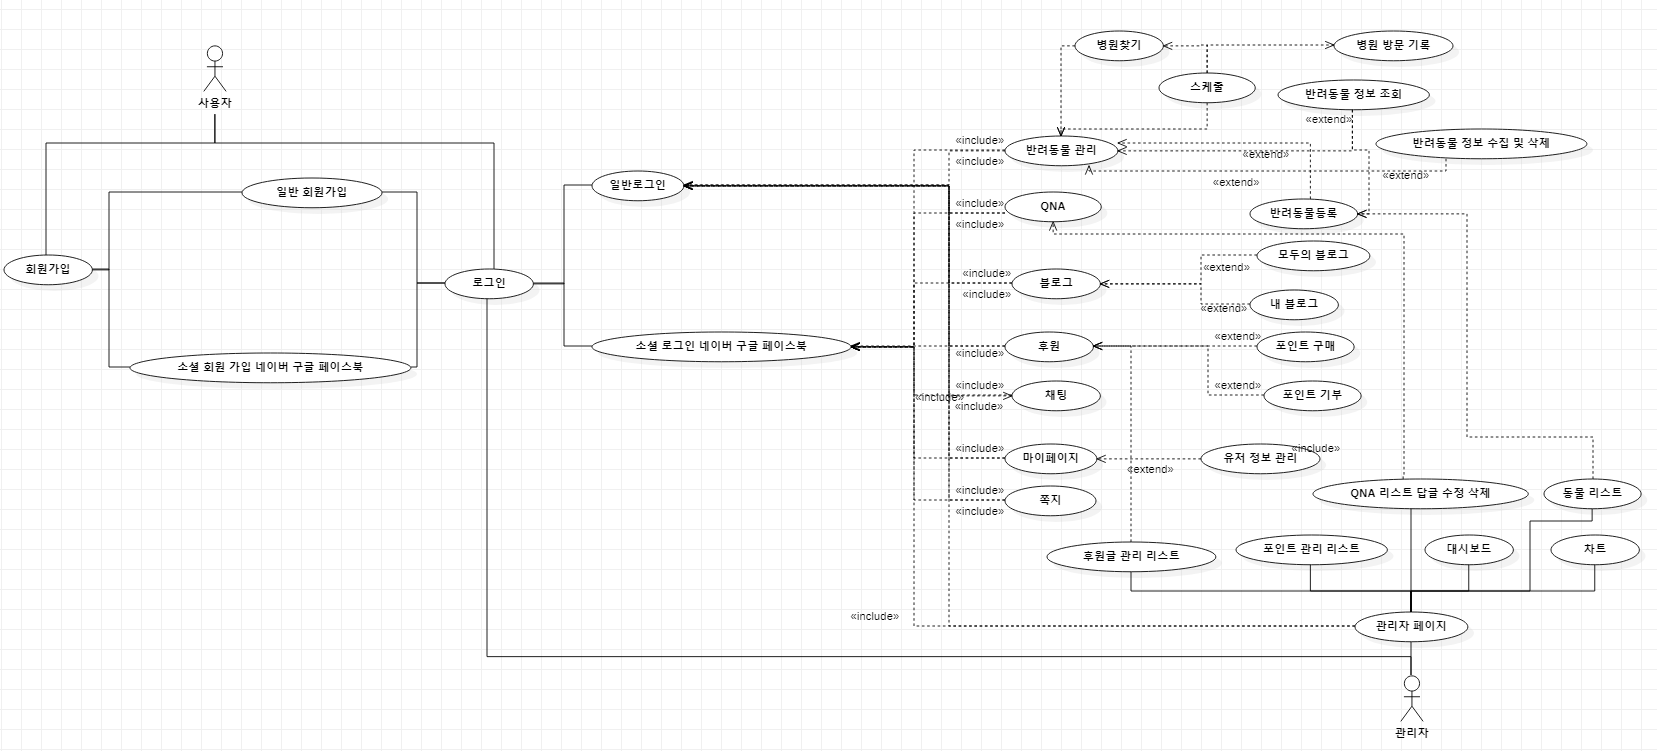 병원찾기
병원 방문 기록
사용자
스케줄
반려동물 정보 조회
«extend»
«include»
반려동물 관리
반려동물 정보 수집 및 삭제
«include»
«extend»
«extend»
«extend»
일반 회원가입
일반로그인
«include»
QNA
반려동물등록
«include»
모두의 블로그
회원가입
로그인
«include»
블로그
«extend»
«include»
내 블로그
«extend»
소셜 로그인 네이버 구글 페이스북
후원
«extend»
포인트 구매
«include»
소셜 회원 가입 네이버 구글 페이스북
«include»
«include»
채팅
«extend»
포인트 기부
«include»
«include»
마이페이지
유저 정보 관리
«include»
«extend»
«include»
쪽지
QNA 리스트 답글 수정 삭제
동물 리스트
«include»
후원글 관리 리스트
포인트 관리 리스트
대시보드
차트
«include»
관리자 페이지
관리자